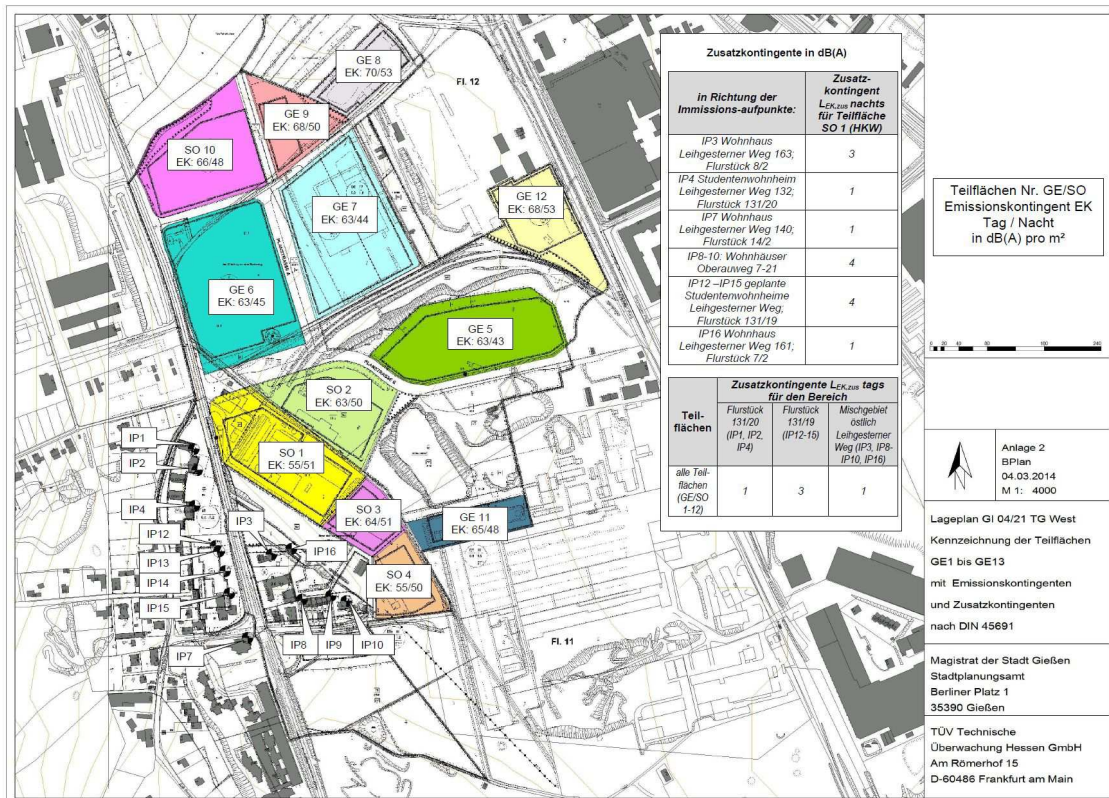 GE 8
EK: 70/53
Fl. 12
GE 9
EK: 68/50
SO 10
EK: 66/48
GE 7
EK: 63/44
GE 12
EK: 68/53
GE 6
EK: 63/45
GE 5
EK: 63/43
SO 2
EK: 63/50
SO 1
EK: 55/51
SO 3
EK: 64/51
GE 11
EK: 65/48
SO 4
EK: 55/50
IP1
IP2
IP4
IP3
IP12
IP13
IP16
IP14
IP15
IP7
IP8
IP9
IP10
Fl. 11
PLANSTRASSE B
Zusatzkontingente in dB(A)
in Richtung der
Immissions-aufpunkte:
Zusatz-
kontingent
LEK,zus nachts
für Teilfläche
SO 1 (HKW)
IP3 Wohnhaus
Leihgesterner Weg 163;
Flurstück 8/2
3
IP4 Studentenwohnheim
Leihgesterner Weg 132;
Flurstück 131/20
1
IP7 Wohnhaus
Leihgesterner Weg 140;
Flurstück 14/2
1
IP8-10: Wohnhäuser
Oberauweg 7-21
4
IP12 –IP15 geplante
Studentenwohnheime
Leihgesterner Weg;
Flurstück 131/19
4
IP16 Wohnhaus
Leihgesterner Weg 161;
Flurstück 7/2
1
Teil-
flächen
Zusatzkontingente LEK,zus tags
für den Bereich
Flurstück
131/20
(IP1, IP2,
IP4)
Flurstück
131/19
(IP12-15)
Mischgebiet
östlich
Leihgesterner
Weg (IP3, IP8-
IP10, IP16)
alle Teil-
flächen
(GE/SO
1-12)
1
3
1
Teilflächen Nr. GE/SO
Emissionskontingent EK
Tag / Nacht
in dB(A) pro m²
0 20 40 60 100 240
Anlage 2
BPlan
04.03.2014
M 1: 4000
Lageplan GI 04/21 TG West
Kennzeichnung der Teilflächen
GE1 bis GE13
mit Emissionskontingenten
und Zusatzkontingenten
nach DIN 45691
Magistrat der Stadt Gießen
Stadtplanungsamt
Berliner Platz 1
35390 Gießen
TÜV Technische
Überwachung Hessen GmbH
Am Römerhof 15
D-60486 Frankfurt am Main